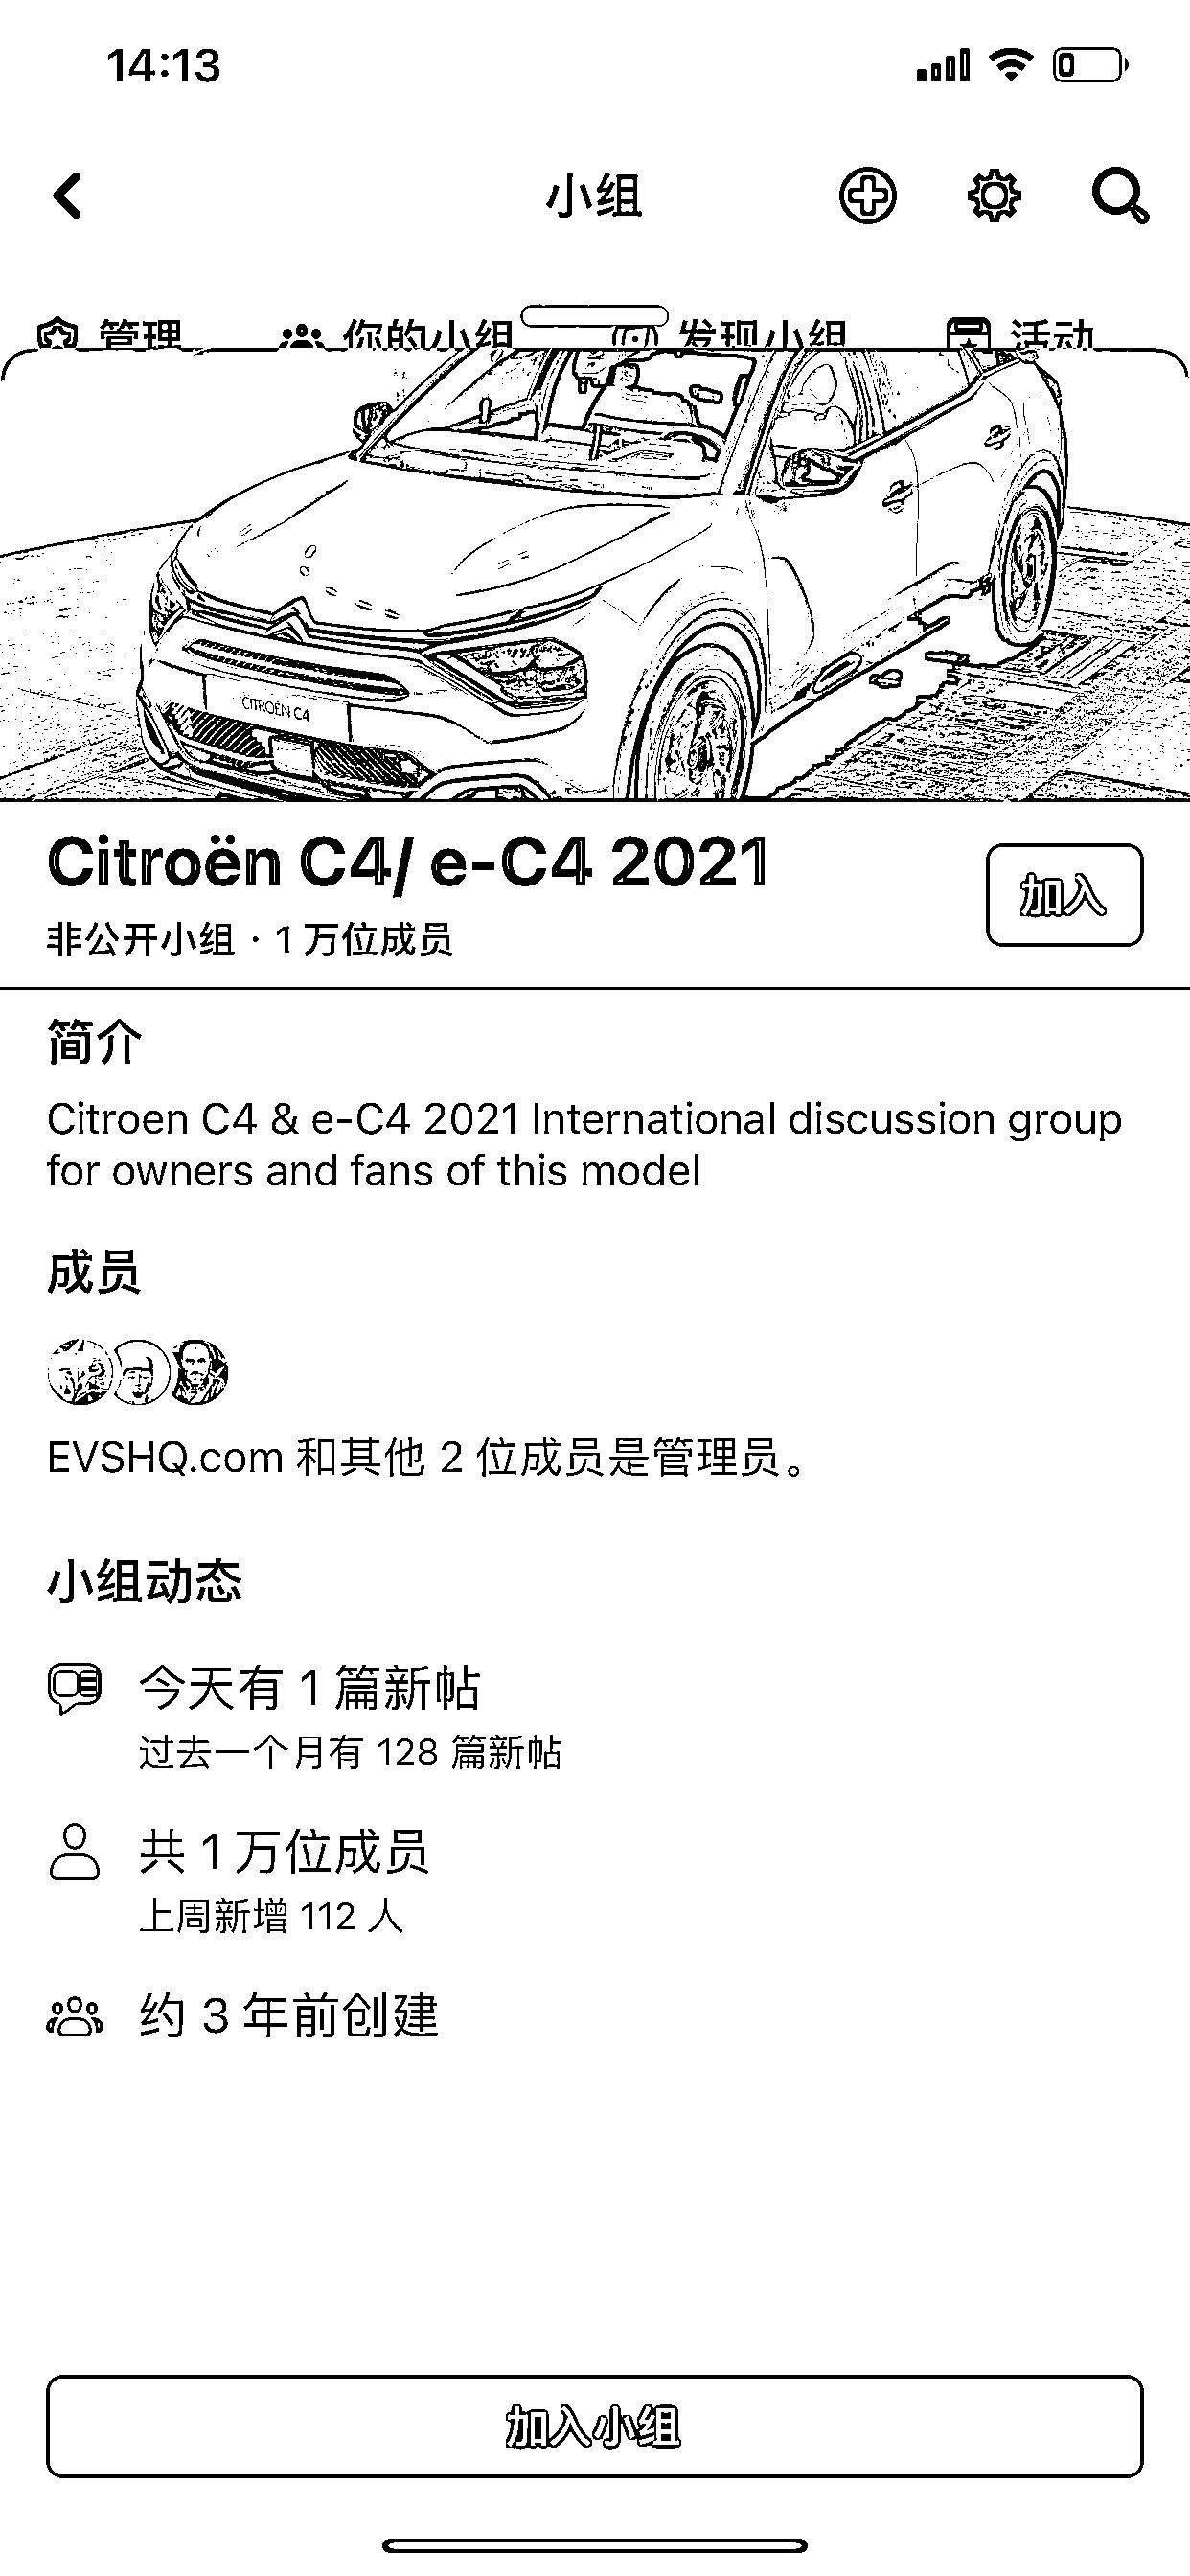 14:13
小组
管理 你的小组 发现小组 活动
CITROËN C4
Citroën C4/ e-C4 2021
加入
非公开小组 · 1 万位成员
简介
Citroen C4 & e-C4 2021 International discussion group
for owners and fans of this model
成员
EVSHQ.com 和其他 2 位成员是管理员。
小组动态
今天有 1 篇新帖
过去一个月有 128 篇新帖
共 1 万位成员
上周新增 112 人
约 3 年前创建
加入小组